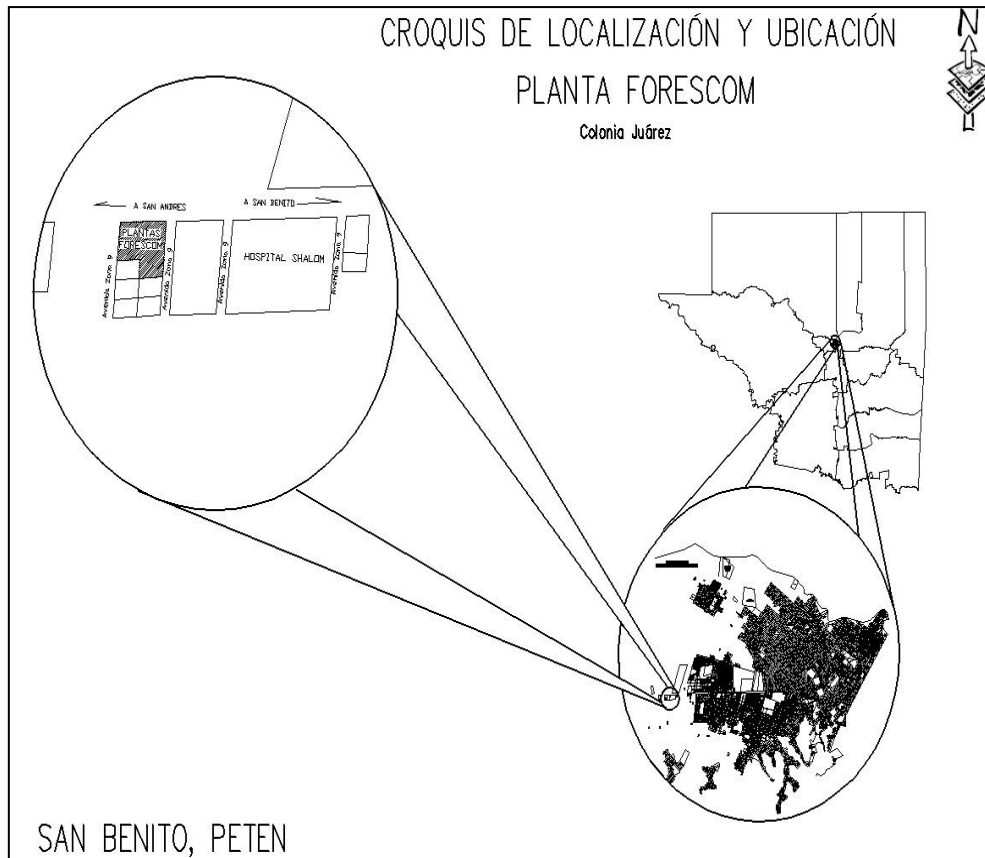 CROQUIS DE LOCALIZACIÓN Y UBICACIÓN
PLANTA FORESCOM
Colonia Juárez
N
A SAN ANDRES
A SAN BENITO
PLANTAS
FORESCOM
HOSPITAL SHALOM
Avenida Zona 9
Avenida Zona 9
Avenida Zona 9
Avenida Zona 9
SAN BENITO, PETEN